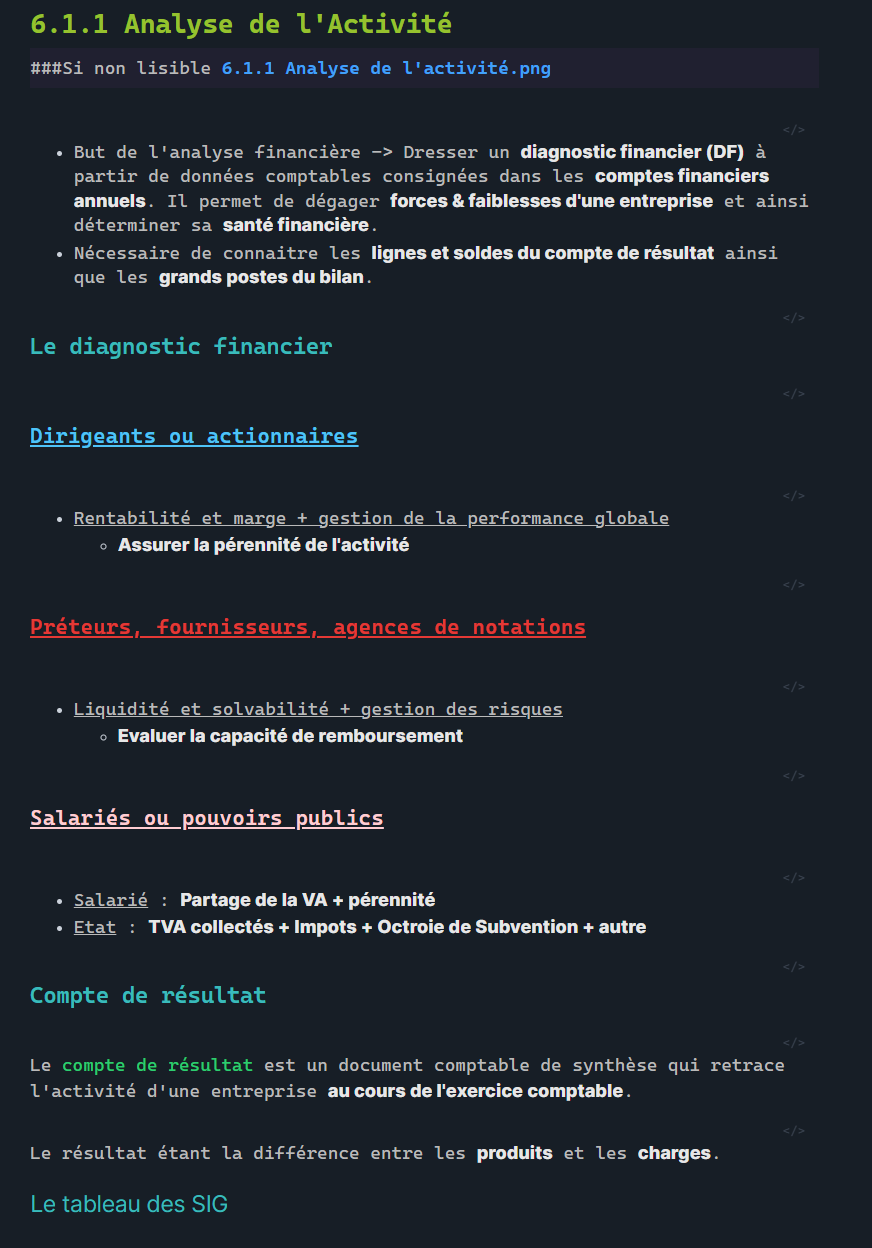 6.1.1 Analyse de l'Activité
###Si non lisible 6.1.1 Analyse de l'activité.png
</>
But de l'analyse financière —> Dresser un diagnostic financier (DF) à
partir de données comptables consignées dans les comptes financiers
annuels. Il permet de dégager forces & faiblesses d'une entreprise et ainsi
déterminer sa santé financière.
Nécessaire de connaitre les lignes et soldes du compte de résultat ainsi
que les grands postes du bilan.
</>
Le diagnostic financier
</>
Dirigeants ou actionnaires
</>
Rentabilité et marge + gestion de la performance globale
Assurer la pérennité de l'activité
</>
Préteurs, fournisseurs, agences de notations
</>
Liquidité et solvabilité + gestion des risques
Evaluer la capacité de remboursement
</>
Salariés ou pouvoirs publics
</>
Salarié : Partage de la VA + pérennité
Etat : TVA collectés + Impots + Octroie de Subvention + autre
</>
Compte de résultat
</>
Le compte de résultat est un document comptable de synthèse qui retrace
l'activité d'une entreprise au cours de l'exercice comptable.
</>
Le résultat étant la différence entre les produits et les charges.
Le tableau des SIG